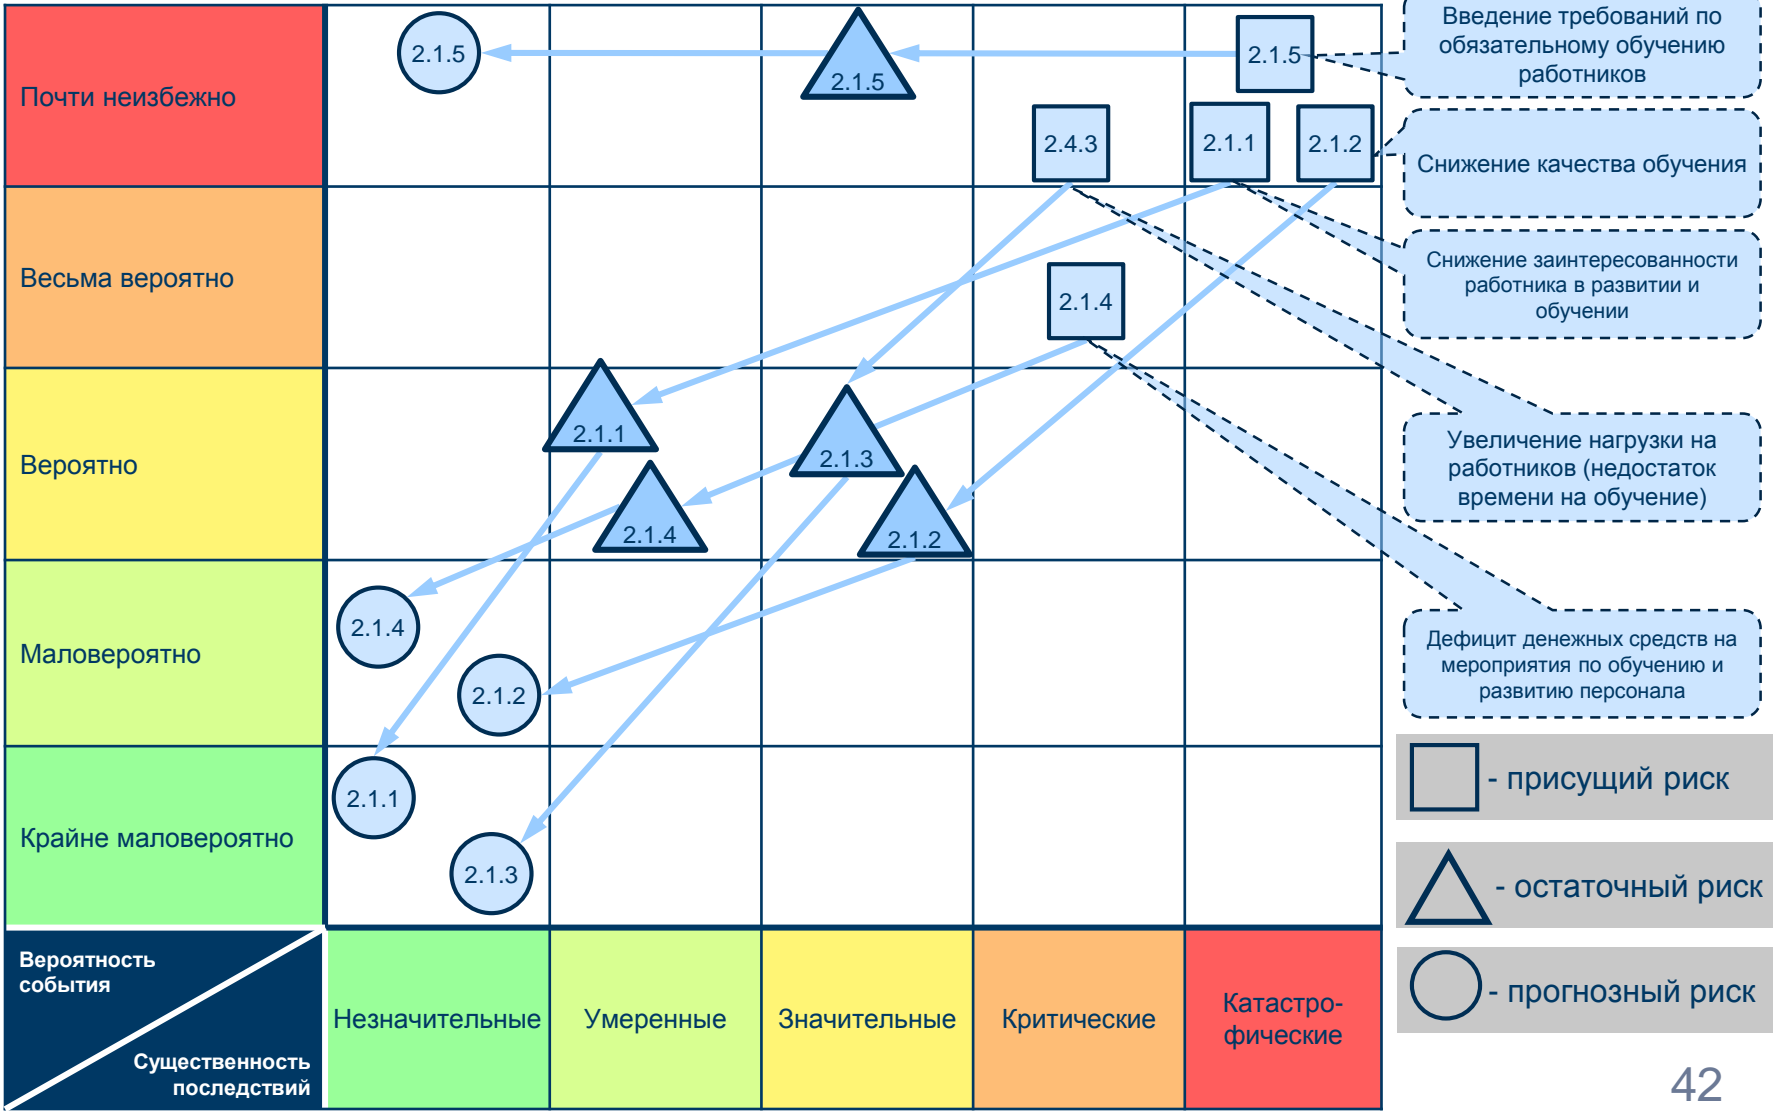 Почти неизбежно
2.1.5
2.1.5
2.1.5
2.4.3
2.1.1
2.1.2
Весьма вероятно
2.1.4
Вероятно
2.1.1
2.1.3
2.1.4
2.1.2
Маловероятно
2.1.4
2.1.2
Крайне маловероятно
2.1.1
2.1.3
Вероятность
события
Существенность
последствий
Незначительные
Умеренные
Значительные
Критические
Катастро-
фические
Введение требований по
обязательному обучению
работников
Снижение качества обучения
Снижение заинтересованности
работника в развитии и
обучении
Увеличение нагрузки на
работников (недостаток
времени на обучение)
Дефицит денежных средств на
мероприятия по обучению и
развитию персонала
- присущий риск
- остаточный риск
- прогнозный риск
42